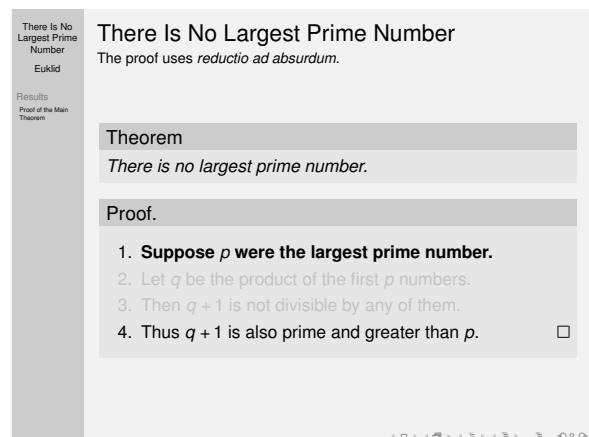 There Is No
Largest Prime
Number
Euklid
Results
Proof of the Main
Theorem
There Is No Largest Prime Number
The proof uses reductio ad absurdum.
Theorem
There is no largest prime number.
Proof.
1. Suppose p were the largest prime number.
2. Let q be the product of the first p numbers.
3. Then q + 1 is not divisible by any of them.
4. Thus q + 1 is also prime and greater than p. □